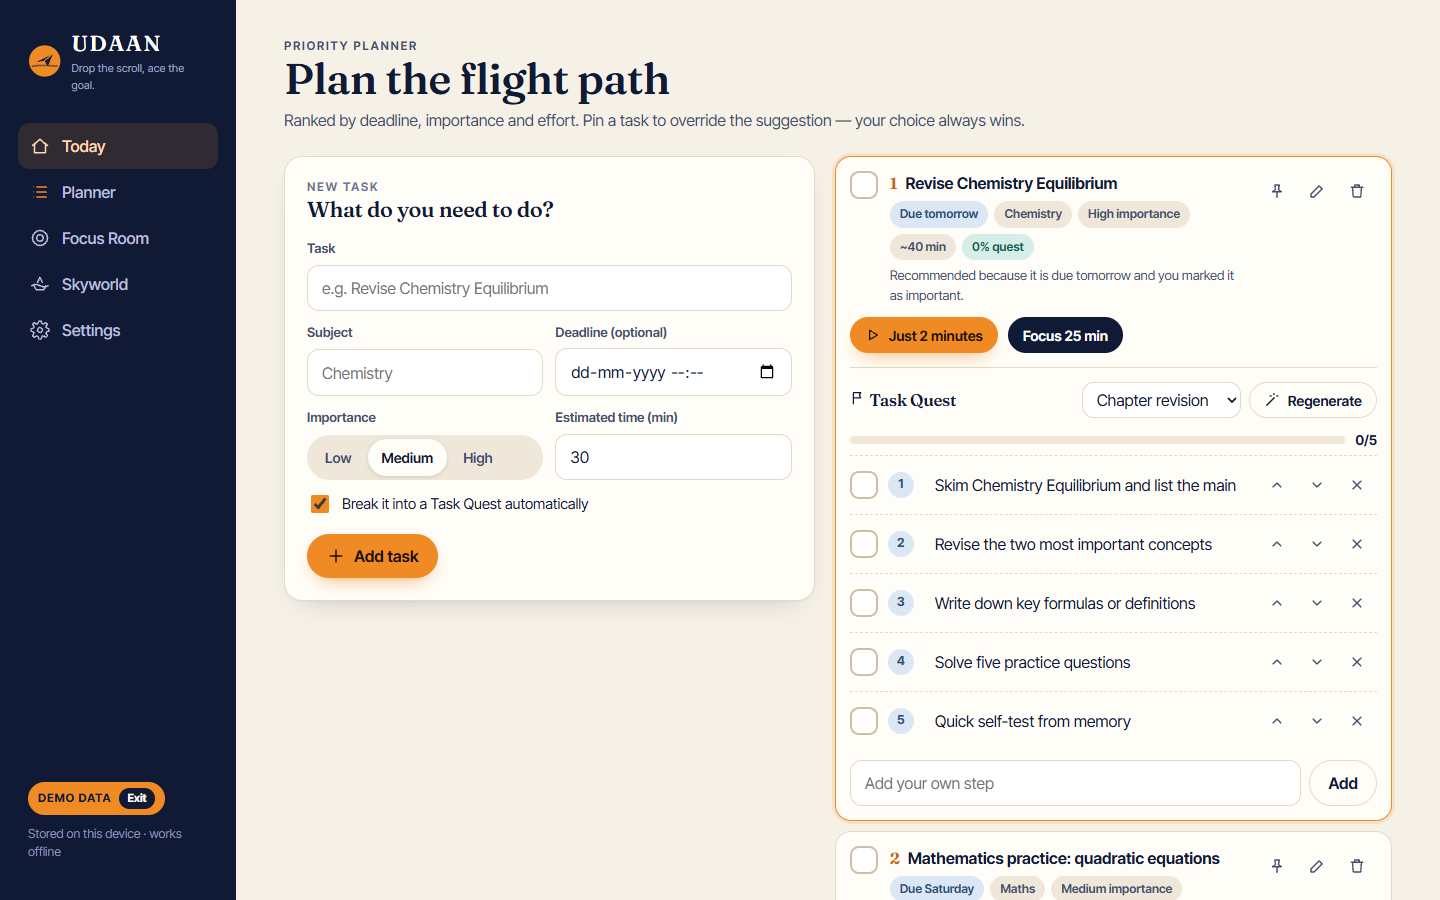 UDAAN
Drop the scroll, ace the
goal.
Today
Planner
Focus Room
Skyworld
Settings
DEMO DATA Exit
Stored on this device · works
offline
PRIORITY PLANNER
Plan the flight path
Ranked by deadline, importance and effort. Pin a task to override the suggestion — your choice always wins.
NEW TASK
What do you need to do?
Task
e.g. Revise Chemistry Equilibrium
Subject
Deadline (optional)
Chemistry
dd-mm-yyyy --:--
Importance
Estimated time (min)
Low Medium High
30
Break it into a Task Quest automatically
Add task
1 Revise Chemistry Equilibrium
Due tomorrow Chemistry High importance
~40 min 0% quest
Recommended because it is due tomorrow and you marked it
as important.
Just 2 minutes Focus 25 min
Task Quest Chapter revision Regenerate
0/5
1 Skim Chemistry Equilibrium and list the main
2 Revise the two most important concepts
3 Write down key formulas or definitions
4 Solve five practice questions
5 Quick self-test from memory
Add your own step Add
2 Mathematics practice: quadratic equations
Due Saturday Maths Medium importance